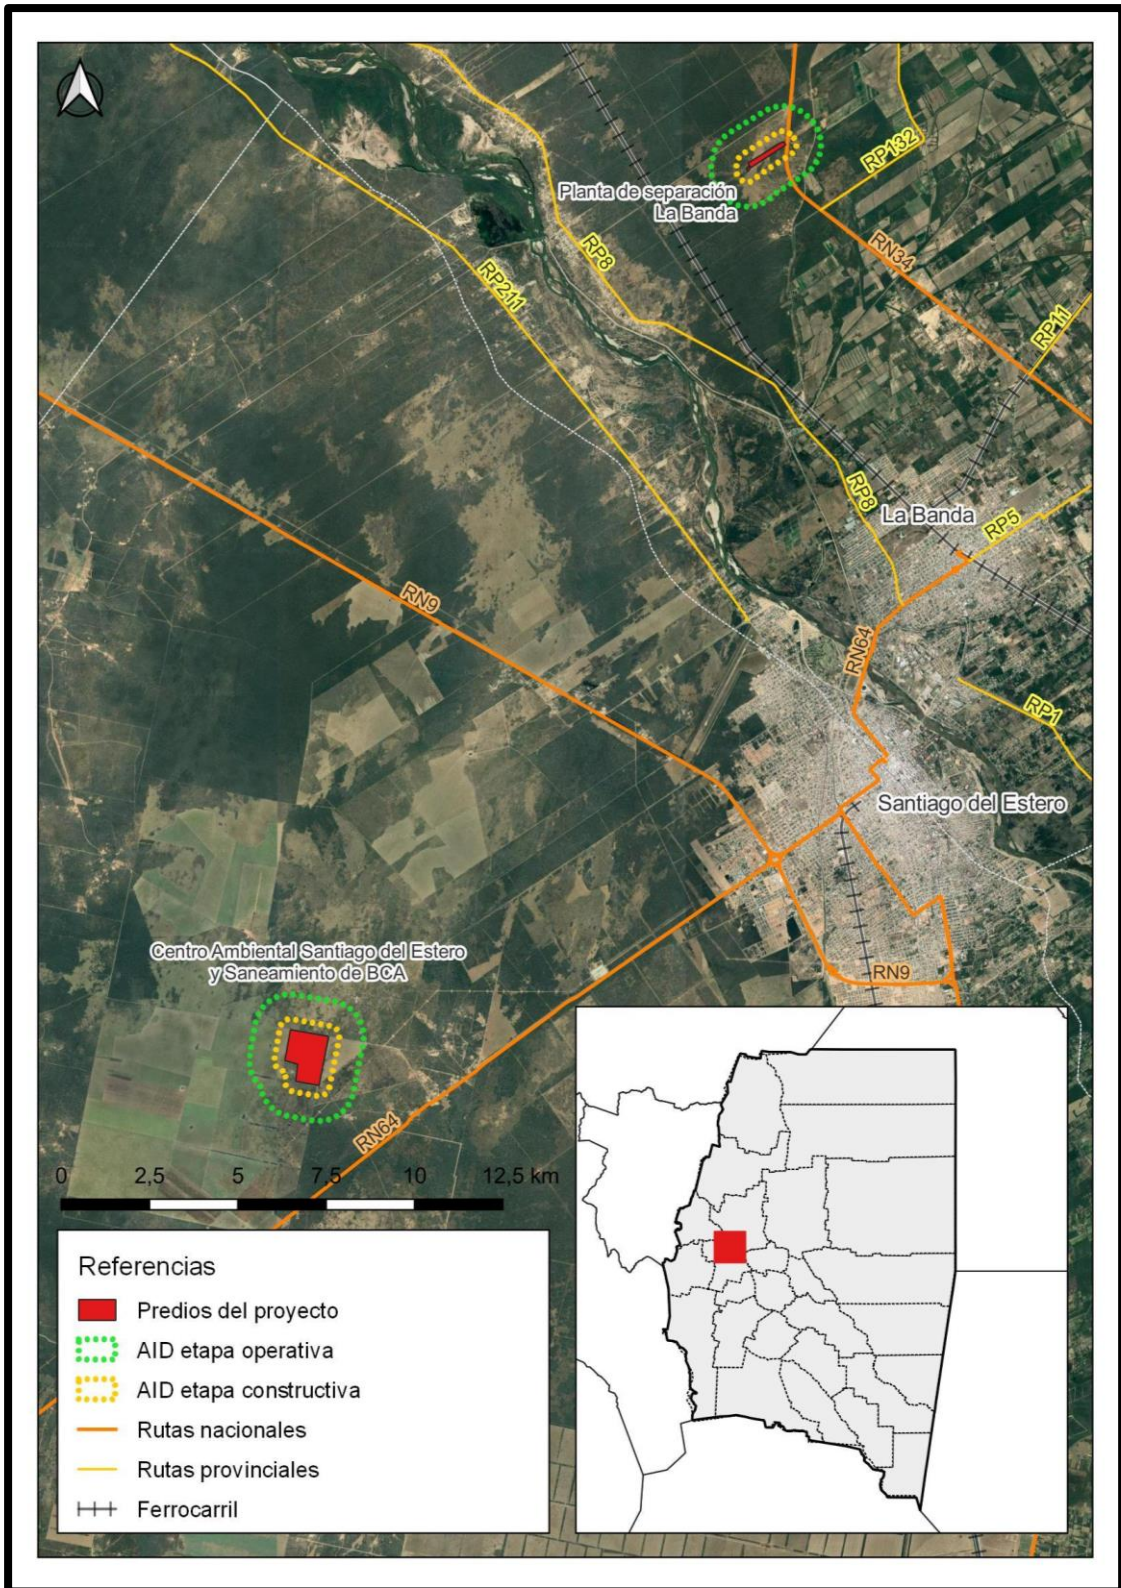 RP132
Planta de separación
La Banda
RN34
RP8
RP211
RP11
RP8
La Banda
RP5
RN9
RN64
RP1
Santiago del Estero
Centro Ambiental Santiago del Estero
y Saneamiento de BCA
RN9
RN64
0 2,5 5 7,5 10 12,5 km
Referencias
Predios del proyecto
AID etapa operativa
AID etapa constructiva
Rutas nacionales
Rutas provinciales
Ferrocarril